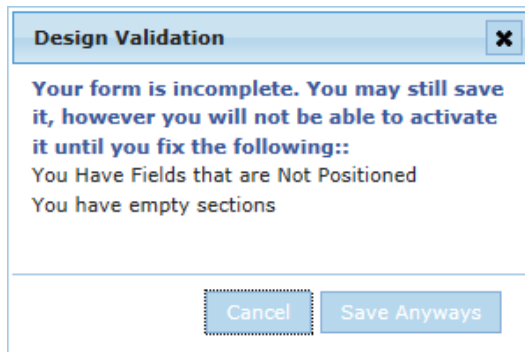 Design Validation
Your form is incomplete. You may still save
it, however you will not be able to activate
it until you fix the following::
You Have Fields that are Not Positioned
You have empty sections
Cancel
Save Anyways